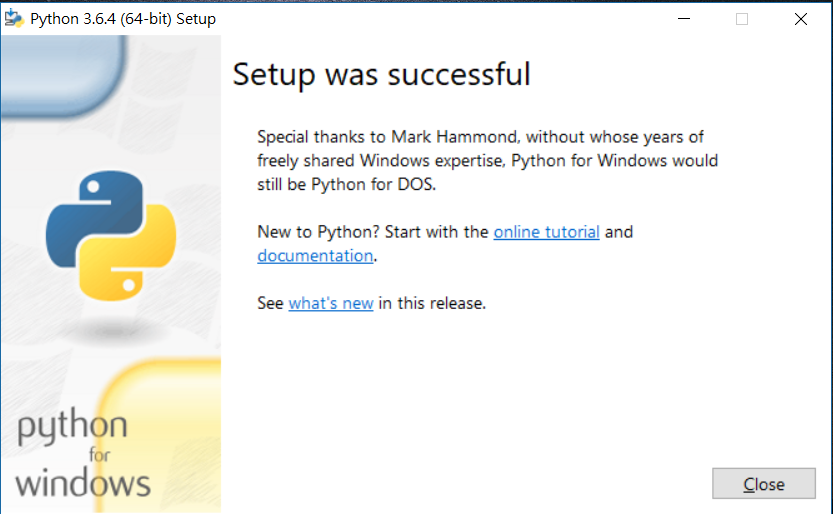 Python 3.6.4 (64-bit) Setup
Setup was successful
Special thanks to Mark Hammond, without whose years of
freely shared Windows expertise, Python for Windows would
still be Python for DOS.
New to Python? Start with the online tutorial and
documentation.
See what's new in this release.
python
for
windows
Close